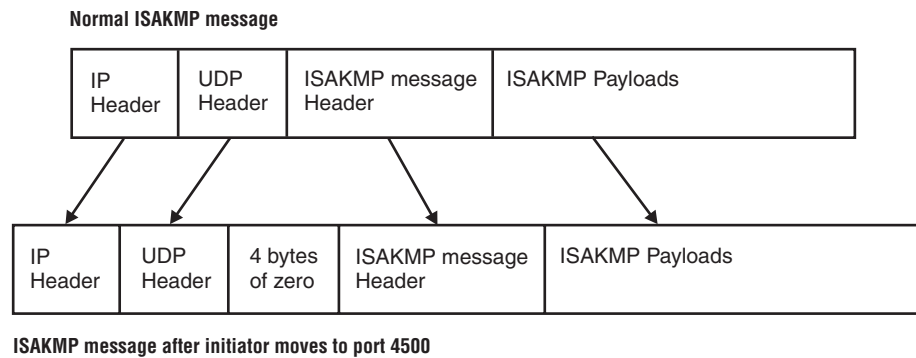 Normal ISAKMP message
IP
Header
UDP
Header
ISAKMP message
Header
ISAKMP Payloads
IP
Header
UDP
Header
4 bytes
of zero
ISAKMP message
Header
ISAKMP Payloads
ISAKMP message after initiator moves to port 4500